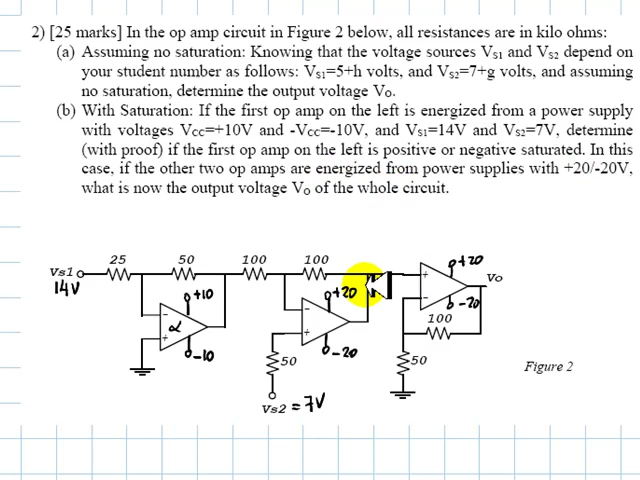 2) [25 marks] In the op amp circuit in Figure 2 below, all resistances are in kilo ohms:
(a) Assuming no saturation: Knowing that the voltage sources VS1 and VS2 depend on
your student number as follows: VS1=5+h volts, and VS2=7+g volts, and assuming
no saturation, determine the output voltage VO.
(b) With Saturation: If the first op amp on the left is energized from a power supply
with voltages VCC=+10V and -VCC=-10V, and VS1=14V and VS2=7V, determine
(with proof) if the first op amp on the left is positive or negative saturated. In this
case, if the other two op amps are energized from power supplies with +20/-20V,
what is now the output voltage VO of the whole circuit.
25 50 100 100
+20
Vs1
14V
+
Vo
+10
+20
-
-
-
-20
α
100
+
+
-10
-20
50
50
Figure 2
Vs2 = 7V